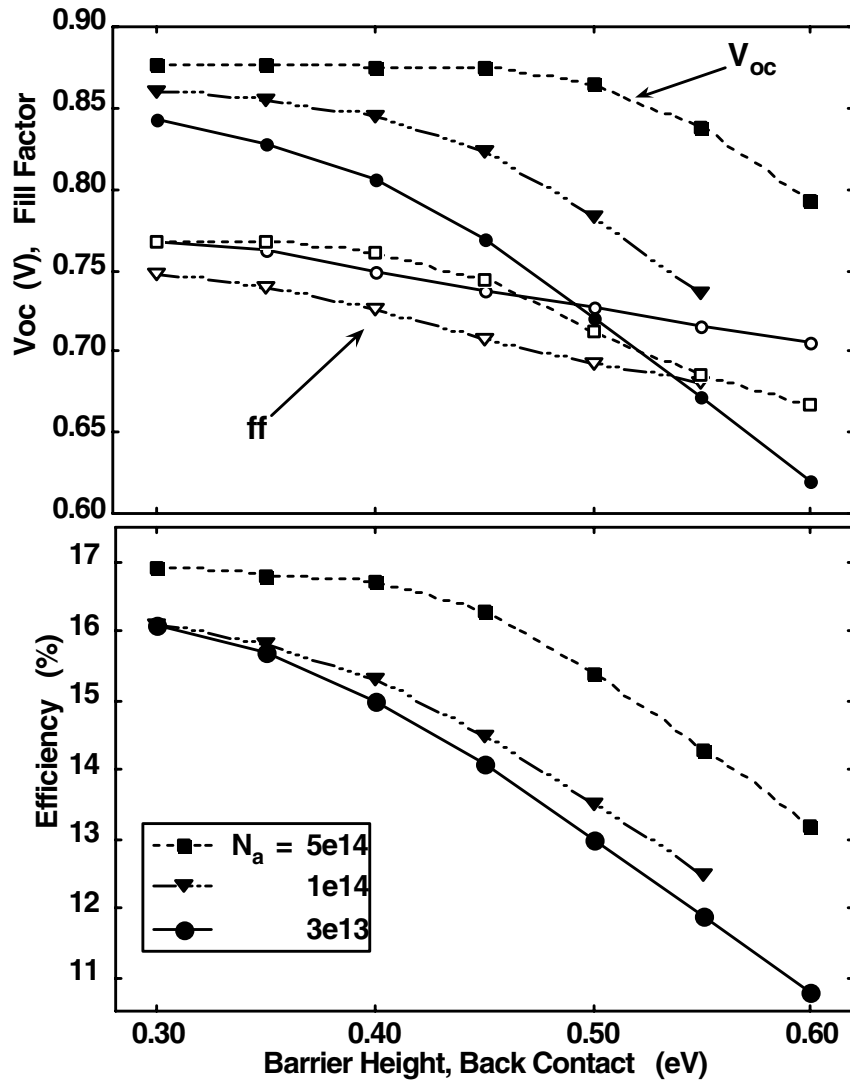 0.90
0.85
0.80
0.75
0.70
0.65
0.60
Voc (V), Fill Factor
V_oc
ff
17
16
15
14
13
12
11
Efficiency (%)
N_a = 5e14
1e14
3e13
0.30 0.40 0.50 0.60
Barrier Height, Back Contact (eV)